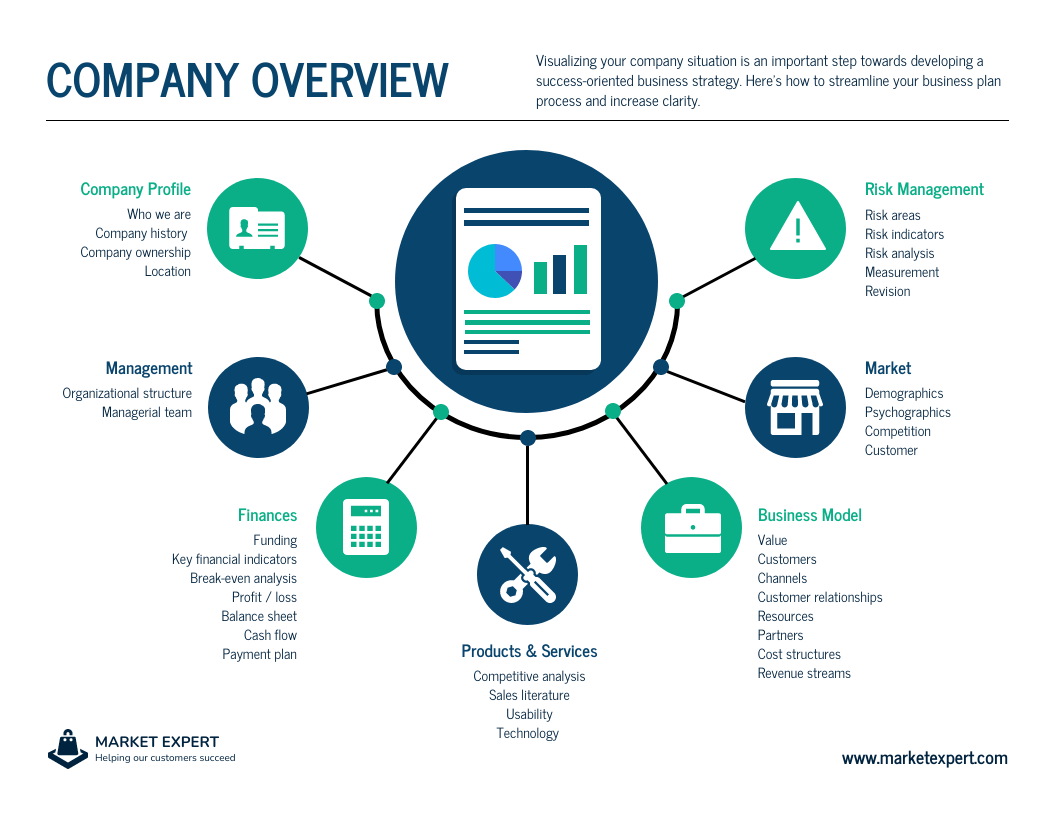 COMPANY OVERVIEW
Visualizing your company situation is an important step towards developing a
success-oriented business strategy. Here's how to streamline your business plan
process and increase clarity.
Company Profile
Who we are
Company history
Company ownership
Location
Risk Management
Risk areas
Risk indicators
Risk analysis
Measurement
Revision
Management
Organizational structure
Managerial team
Market
Demographics
Psychographics
Competition
Customer
Finances
Funding
Key financial indicators
Break-even analysis
Profit / loss
Balance sheet
Cash flow
Payment plan
Business Model
Value
Customers
Channels
Customer relationships
Resources
Partners
Cost structures
Revenue streams
Products & Services
Competitive analysis
Sales literature
Usability
Technology
MARKET EXPERT
Helping our customers succeed
www.marketexpert.com